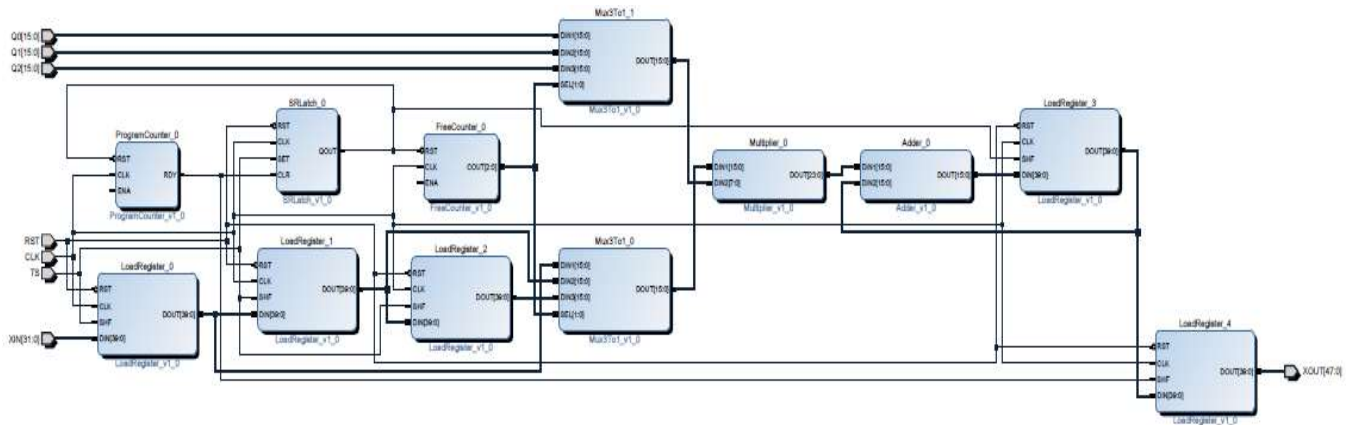 Mux3To1_1
Q0[15:0]
Q1[15:0]
Q2[15:0]
DIN1[15:0]
DIN2[15:0]
DIN3[15:0]
SEL[1:0]
DOUT[15:0]
Mux3To1_v1_0
SRLatch_0
RST
CLK
SET
CLR
QOUT
SRLatch_v1_0
ProgramCounter_0
RST
CLK
ENA
RDY
ProgramCounter_v1_0
FreeCounter_0
RST
CLK
ENA
FreeCounter_v1_0
Multiplier_0
DIN1[15:0]
DIN2[7:0]
DOUT[23:0]
Multiplier_v1_0
Adder_0
DIN1[15:0]
DIN2[15:0]
DOUT[15:0]
Adder_v1_0
LoadRegister_3
RST
CLK
SHF
DIN[39:0]
DOUT[39:0]
LoadRegister_v1_0
RST
CLK
TS
XIN[31:0]
LoadRegister_0
RST
CLK
SHF
DIN[39:0]
DOUT[39:0]
LoadRegister_v1_0
LoadRegister_1
RST
CLK
SHF
DIN[39:0]
DOUT[39:0]
LoadRegister_v1_0
LoadRegister_2
RST
CLK
SHF
DIN[39:0]
DOUT[39:0]
LoadRegister_v1_0
Mux3To1_0
DIN1[15:0]
DIN2[15:0]
DIN3[15:0]
SEL[1:0]
DOUT[15:0]
Mux3To1_v1_0
LoadRegister_4
RST
CLK
SHF
DIN[39:0]
DOUT[39:0]
LoadRegister_v1_0
XOUT[47:0]